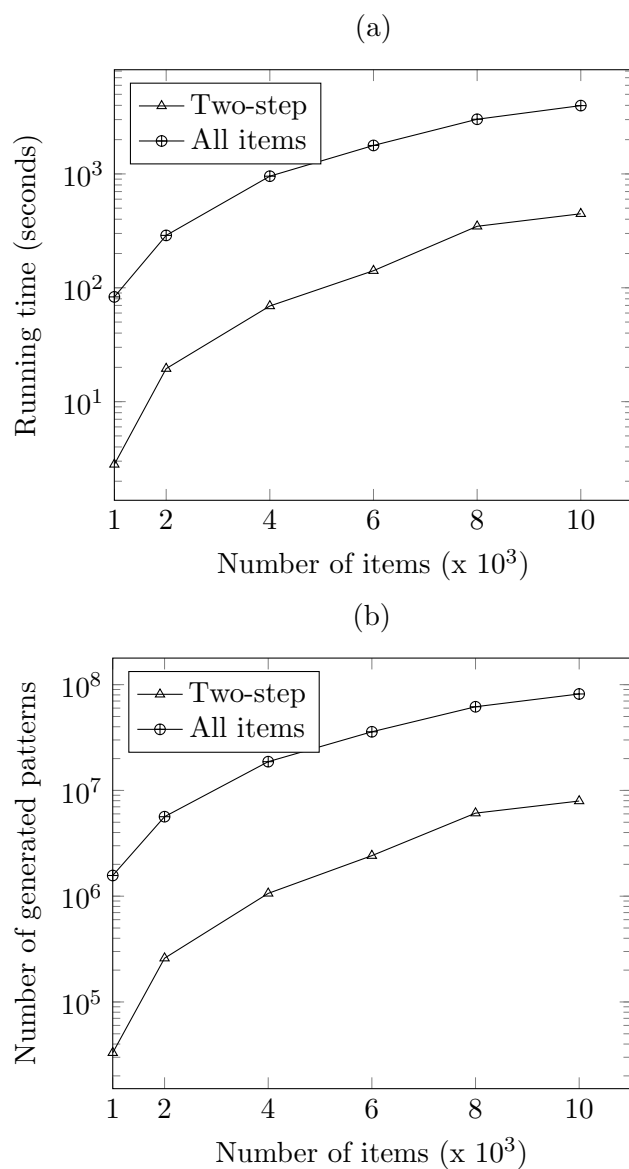 (a)
Two-step
All items
10^3
10^2
10^1
Running time (seconds)
1 2 4 6 8 10
Number of items (x 10^3)
(b)
Two-step
All items
10^8
10^7
10^6
10^5
Number of generated patterns
1 2 4 6 8 10
Number of items (x 10^3)